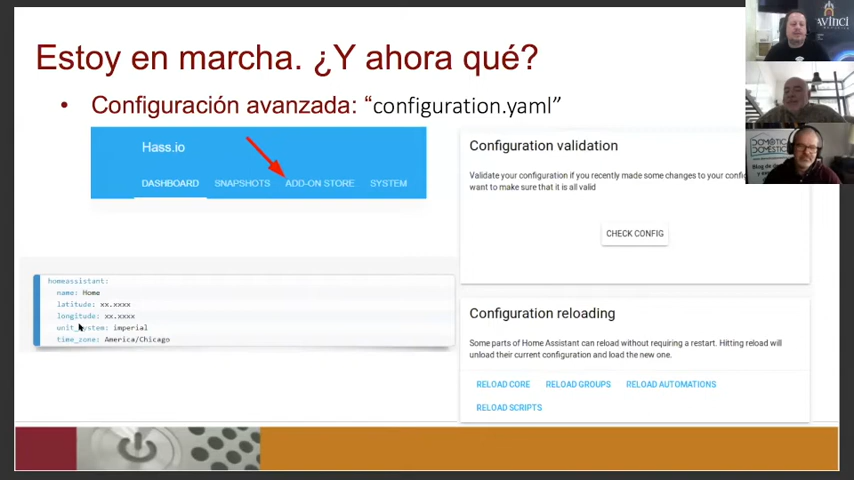 Estoy en marcha. ¿Y ahora qué?
• Configuración avanzada: “configuration.yaml”
Hass.io
DASHBOARD SNAPSHOTS ADD-ON STORE SYSTEM
homeassistant:
name: Home
latitude: xx.xxxx
longitude: xx.xxxx
unit_system: imperial
time_zone: America/Chicago
Configuration validation
Validate your configuration if you recently made some changes to your
want to make sure that it is all valid
CHECK CONFIG
Configuration reloading
Some parts of Home Assistant can reload without requiring a restart. Hitting reload will
unload their current configuration and load the new one.
RELOAD CORE RELOAD GROUPS RELOAD AUTOMATIONS
RELOAD SCRIPTS